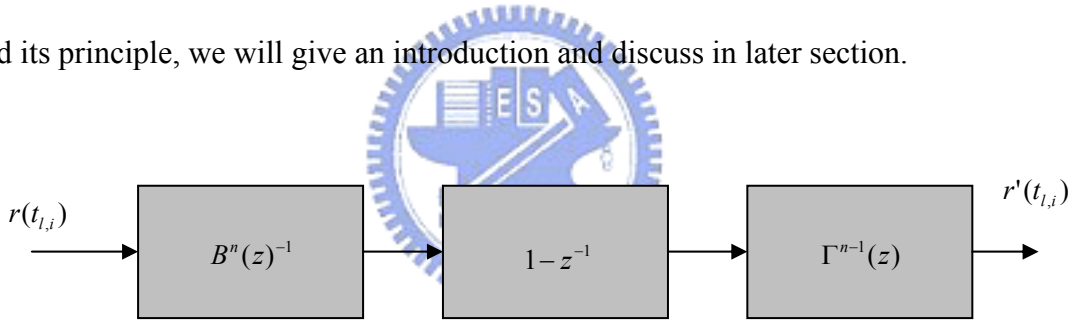 d its principle, we will give an introduction and discuss in later section.
E S A
r(t_{l,i})
B^n(z)^{-1}
1-z^{-1}
Γ^{n-1}(z)
r'(t_{l,i})